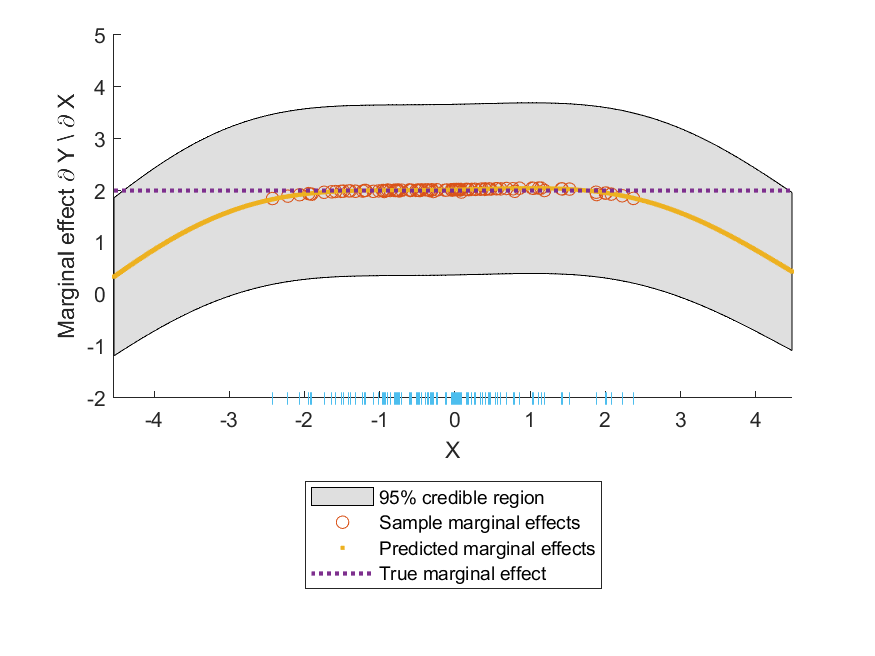 5
4
3
2
1
0
-1
-2
Marginal effect ∂ Y \ ∂ X
-4 -3 -2 -1 0 1 2 3 4
X
95% credible region
Sample marginal effects
Predicted marginal effects
True marginal effect